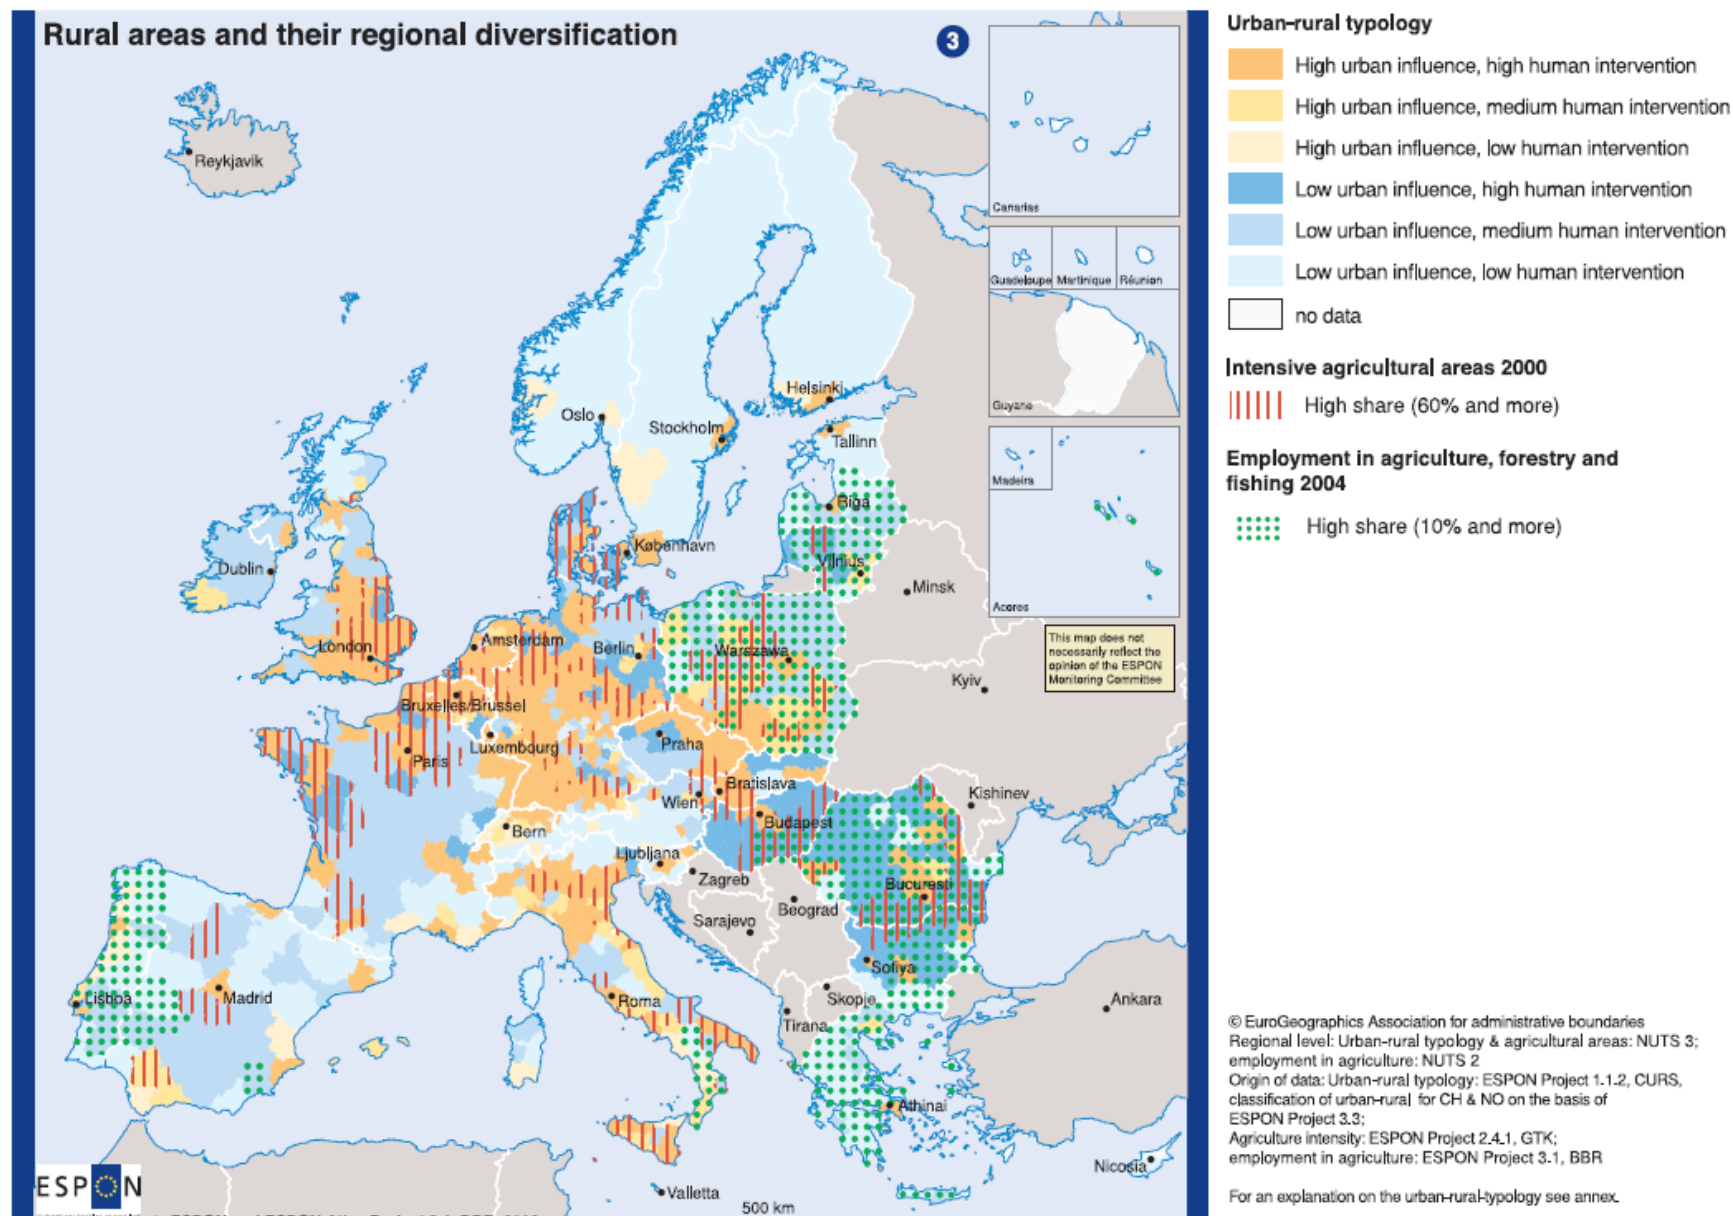 Rural areas and their regional diversification
3
Reykjavik
Oslo
Stockholm
Helsinki
Tallinn
Riga
København
Vilnius
Minsk
Dublin
London
Amsterdam
Berlin
Warszawa
Kyiv
Bruxelles/Brussel
Luxembourg
Paris
Praha
Bratislava
Wien
Kishinev
Bern
Budapest
Ljubljana
Zagreb
Bucuresti
Beograd
Sarajevo
Sofiya
Skopje
Tirana
Roma
Madrid
Lisboa
Ankara
Athinai
Nicosia
Valletta
Canarias
Guadeloupe
Martinique
Réunion
Guyane
Madeira
Acores
This map does not
necessarily reflect the
opinion of the ESPON
Monitoring Committee
ESPON
500 km
Urban-rural typology
High urban influence, high human intervention
High urban influence, medium human intervention
High urban influence, low human intervention
Low urban influence, high human intervention
Low urban influence, medium human intervention
Low urban influence, low human intervention
no data
Intensive agricultural areas 2000
High share (60% and more)
Employment in agriculture, forestry and
fishing 2004
High share (10% and more)
© EuroGeographics Association for administrative boundaries
Regional level: Urban-rural typology & agricultural areas: NUTS 3;
employment in agriculture: NUTS 2
Origin of data: Urban-rural typology: ESPON Project 1.1.2, CURS,
classification of urban-rural for CH & NO on the basis of
ESPON Project 3.3;
Agriculture intensity: ESPON Project 2.4.1, GTK;
employment in agriculture: ESPON Project 3.1, BBR
For an explanation on the urban-rural-typology see annex.